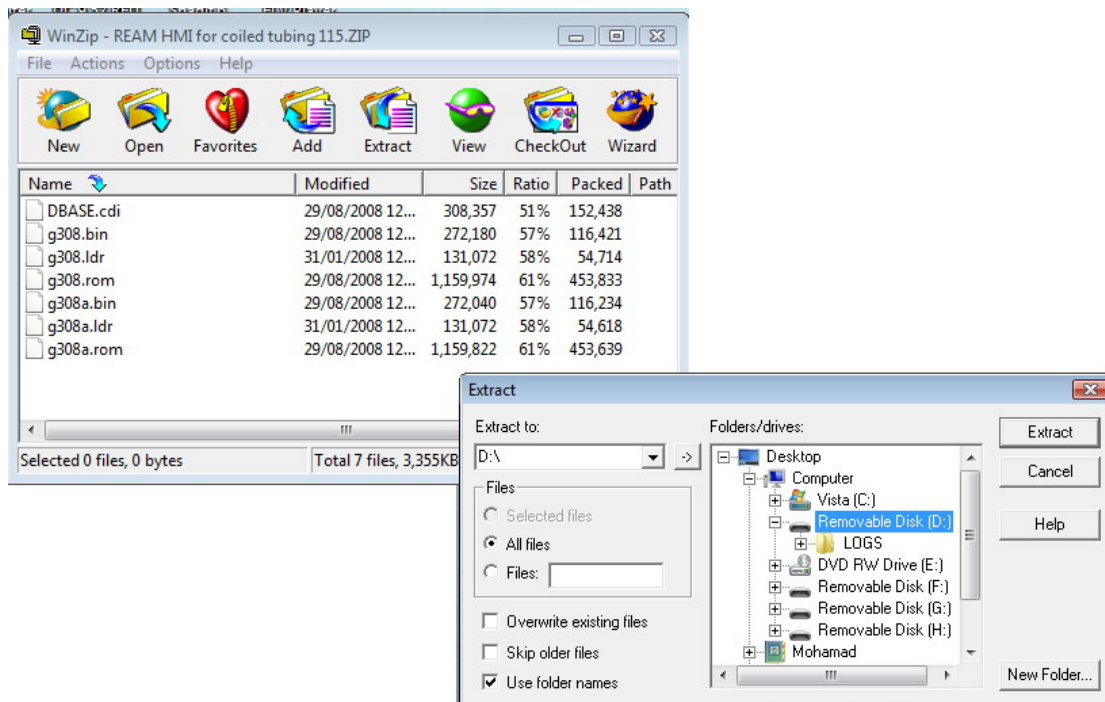 WinZip - REAM HMI for coiled tubing 115.ZIP
File Actions Options Help
New Open Favorites Add Extract View CheckOut Wizard
Name Modified Size Ratio Packed Path
DBASE.cdi 29/08/2008 12... 308,357 51% 152,438
g308.bin 29/08/2008 12... 272,180 57% 116,421
g308.ldr 31/01/2008 12... 131,072 58% 54,714
g308.rom 29/08/2008 12... 1,159,974 61% 453,833
g308a.bin 29/08/2008 12... 272,040 57% 116,234
g308a.ldr 31/01/2008 12... 131,072 58% 54,618
g308a.rom 29/08/2008 12... 1,159,822 61% 453,639
Selected 0 files, 0 bytes Total 7 files, 3,355KB
Extract
Extract to:
D:\
->
Files
Selected files
All files
Files:
Overwrite existing files
Skip older files
Use folder names
Folders/drives:
Desktop
Computer
Vista (C:)
Removable Disk (D:)
LOGS
DVD RW Drive (E:)
Removable Disk (F:)
Removable Disk (G:)
Removable Disk (H:)
Mohamad
Extract
Cancel
Help
New Folder...